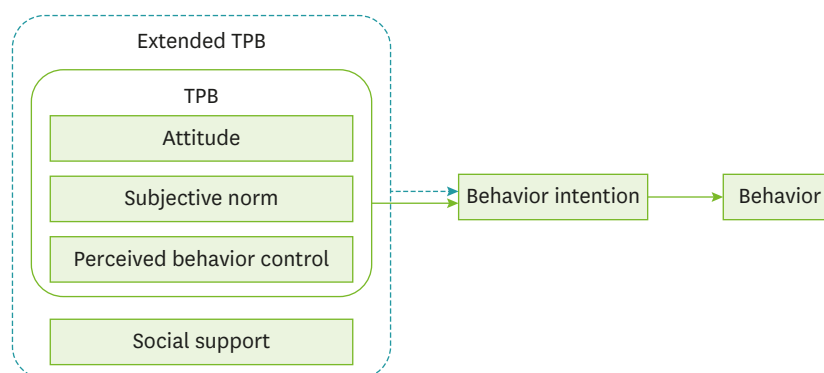 Extended TPB
TPB
Attitude
Subjective norm
Perceived behavior control
Social support
Behavior intention
Behavior